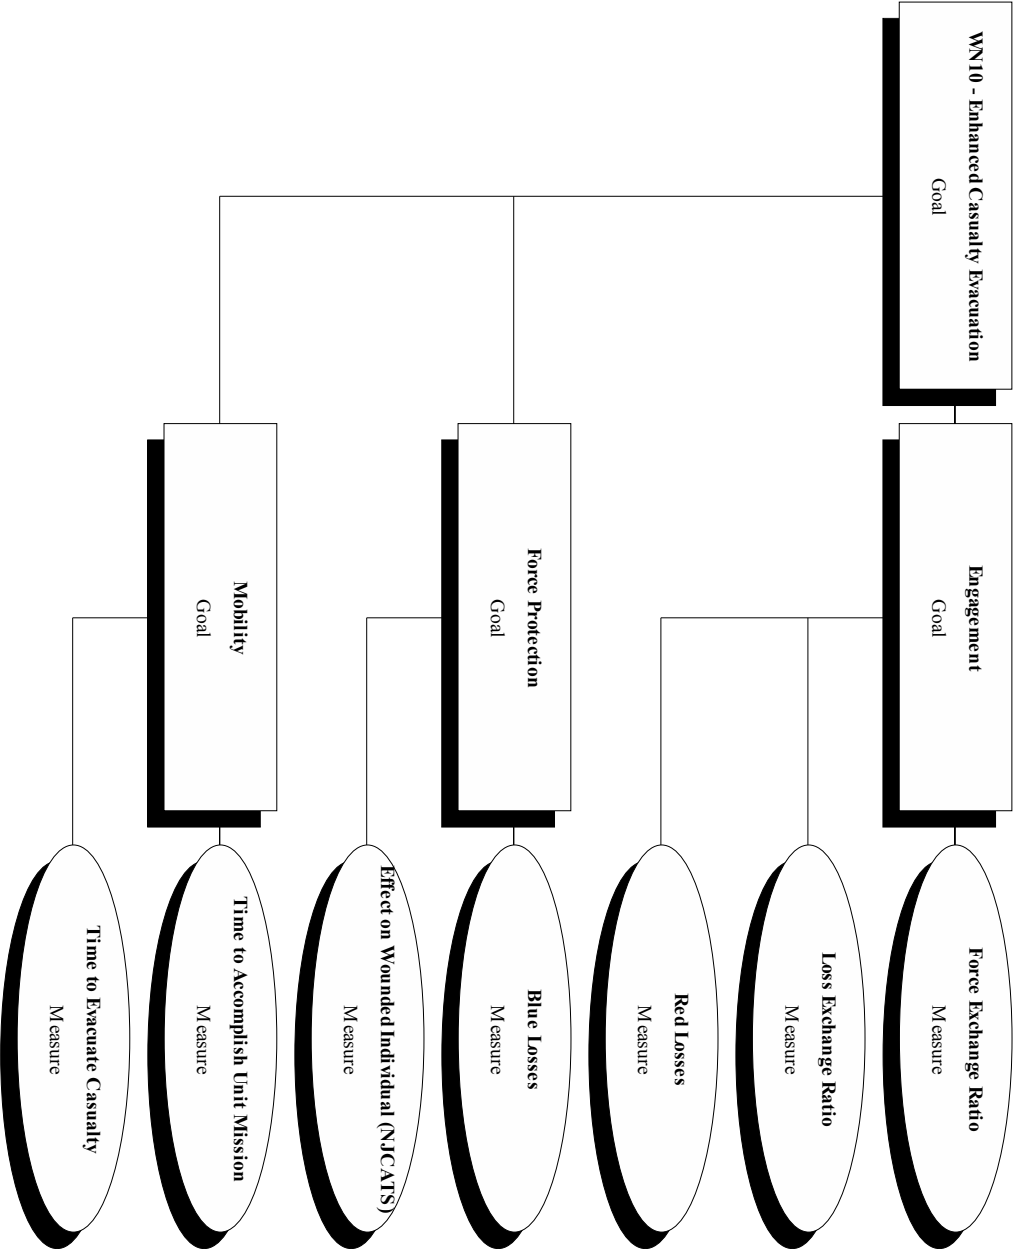 WN10 - Enhanced Casualty Evacuation
Goal
Engagement
Goal
Force Exchange Ratio
Measure
Loss Exchange Ratio
Measure
Red Losses
Measure
Force Protection
Goal
Blue Losses
Measure
Effect on Wounded Individual (NJCATS)
Measure
Mobility
Goal
Time to Accomplish Unit Mission
Measure
Time to Evacuate Casualty
Measure